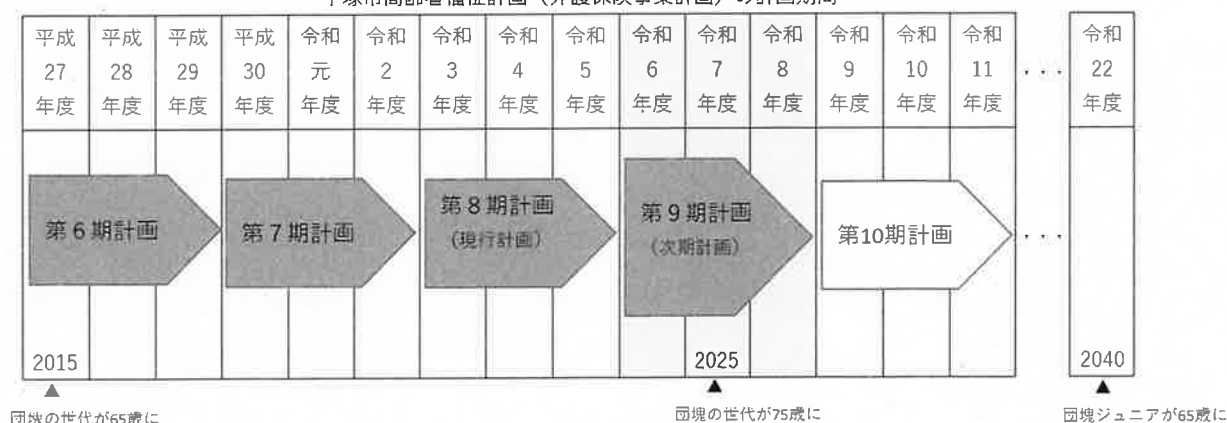 平塚市高齢者福祉計画（介護保険事業計画）の計画期間
平成 27 年度
平成 28 年度
平成 29 年度
平成 30 年度
令和 元 年度
令和 2 年度
令和 3 年度
令和 4 年度
令和 5 年度
令和 6 年度
令和 7 年度
令和 8 年度
令和 9 年度
令和 10 年度
令和 11 年度
・・・
令和 22 年度
第６期計画
第７期計画
第８期計画
（現行計画）
第９期計画
（次期計画）
第10期計画
・・・
2015
2025
2040
団塊の世代が65歳に
団塊の世代が75歳に
団塊ジュニアが65歳に